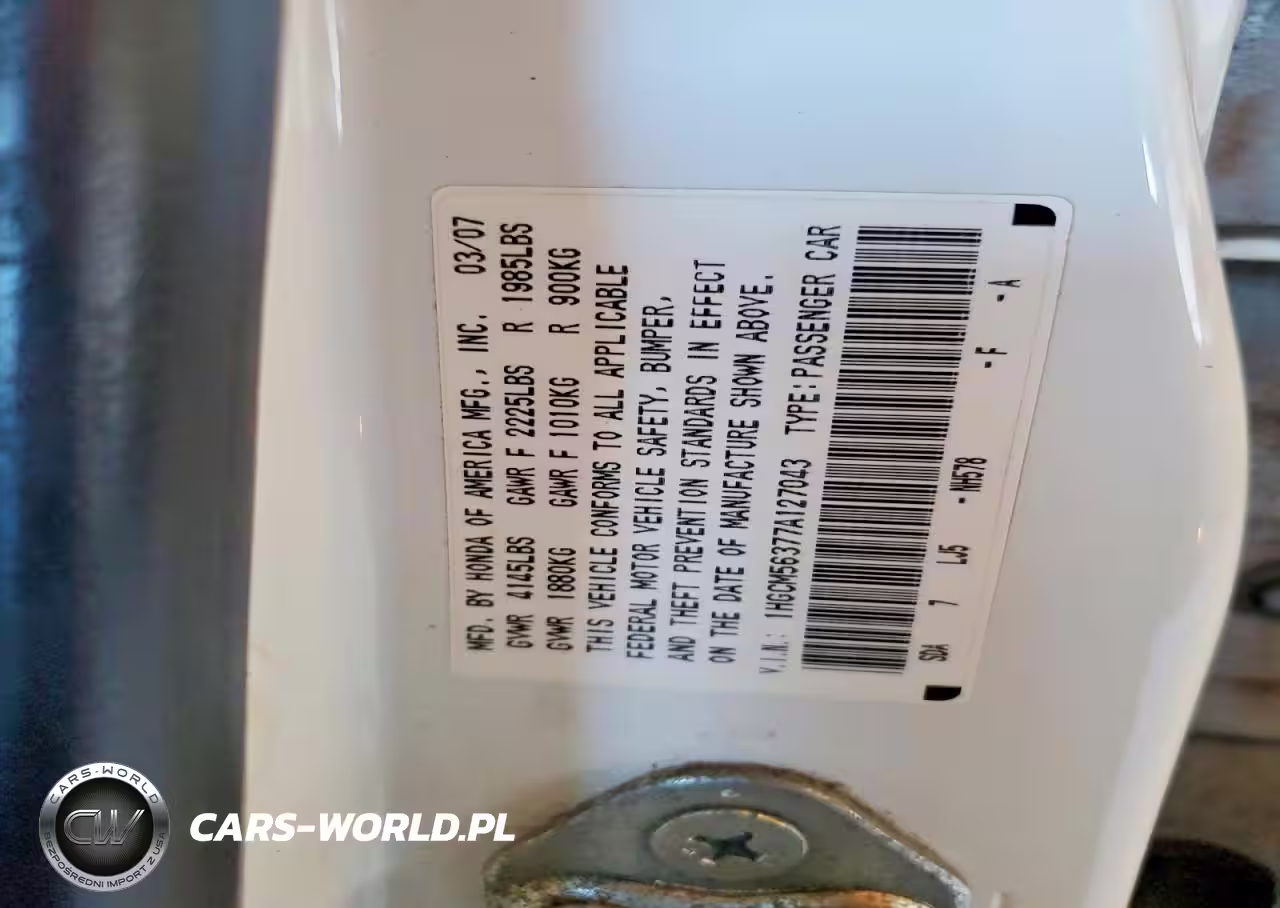 MFD. BY HONDA OF AMERICA MFG., INC. 03/07
GVWR 4145LBS GAWR F 2225LBS R 1985LBS
GVWR 1880KG GAWR F 1010KG R 900KG
THIS VEHICLE CONFORMS TO ALL APPLICABLE
FEDERAL MOTOR VEHICLE SAFETY, BUMPER,
AND THEFT PREVENTION STANDARDS IN EFFECT
ON THE DATE OF MANUFACTURE SHOWN ABOVE.
V.I.N.: 1HGCM56377A127043 TYPE:PASSENGER CAR
SDA 7 LJ5 - NH578 - F - A
CARS-WORLD
CW
BEZPOŚREDNI IMPORT Z USA
CARS-WORLD.PL